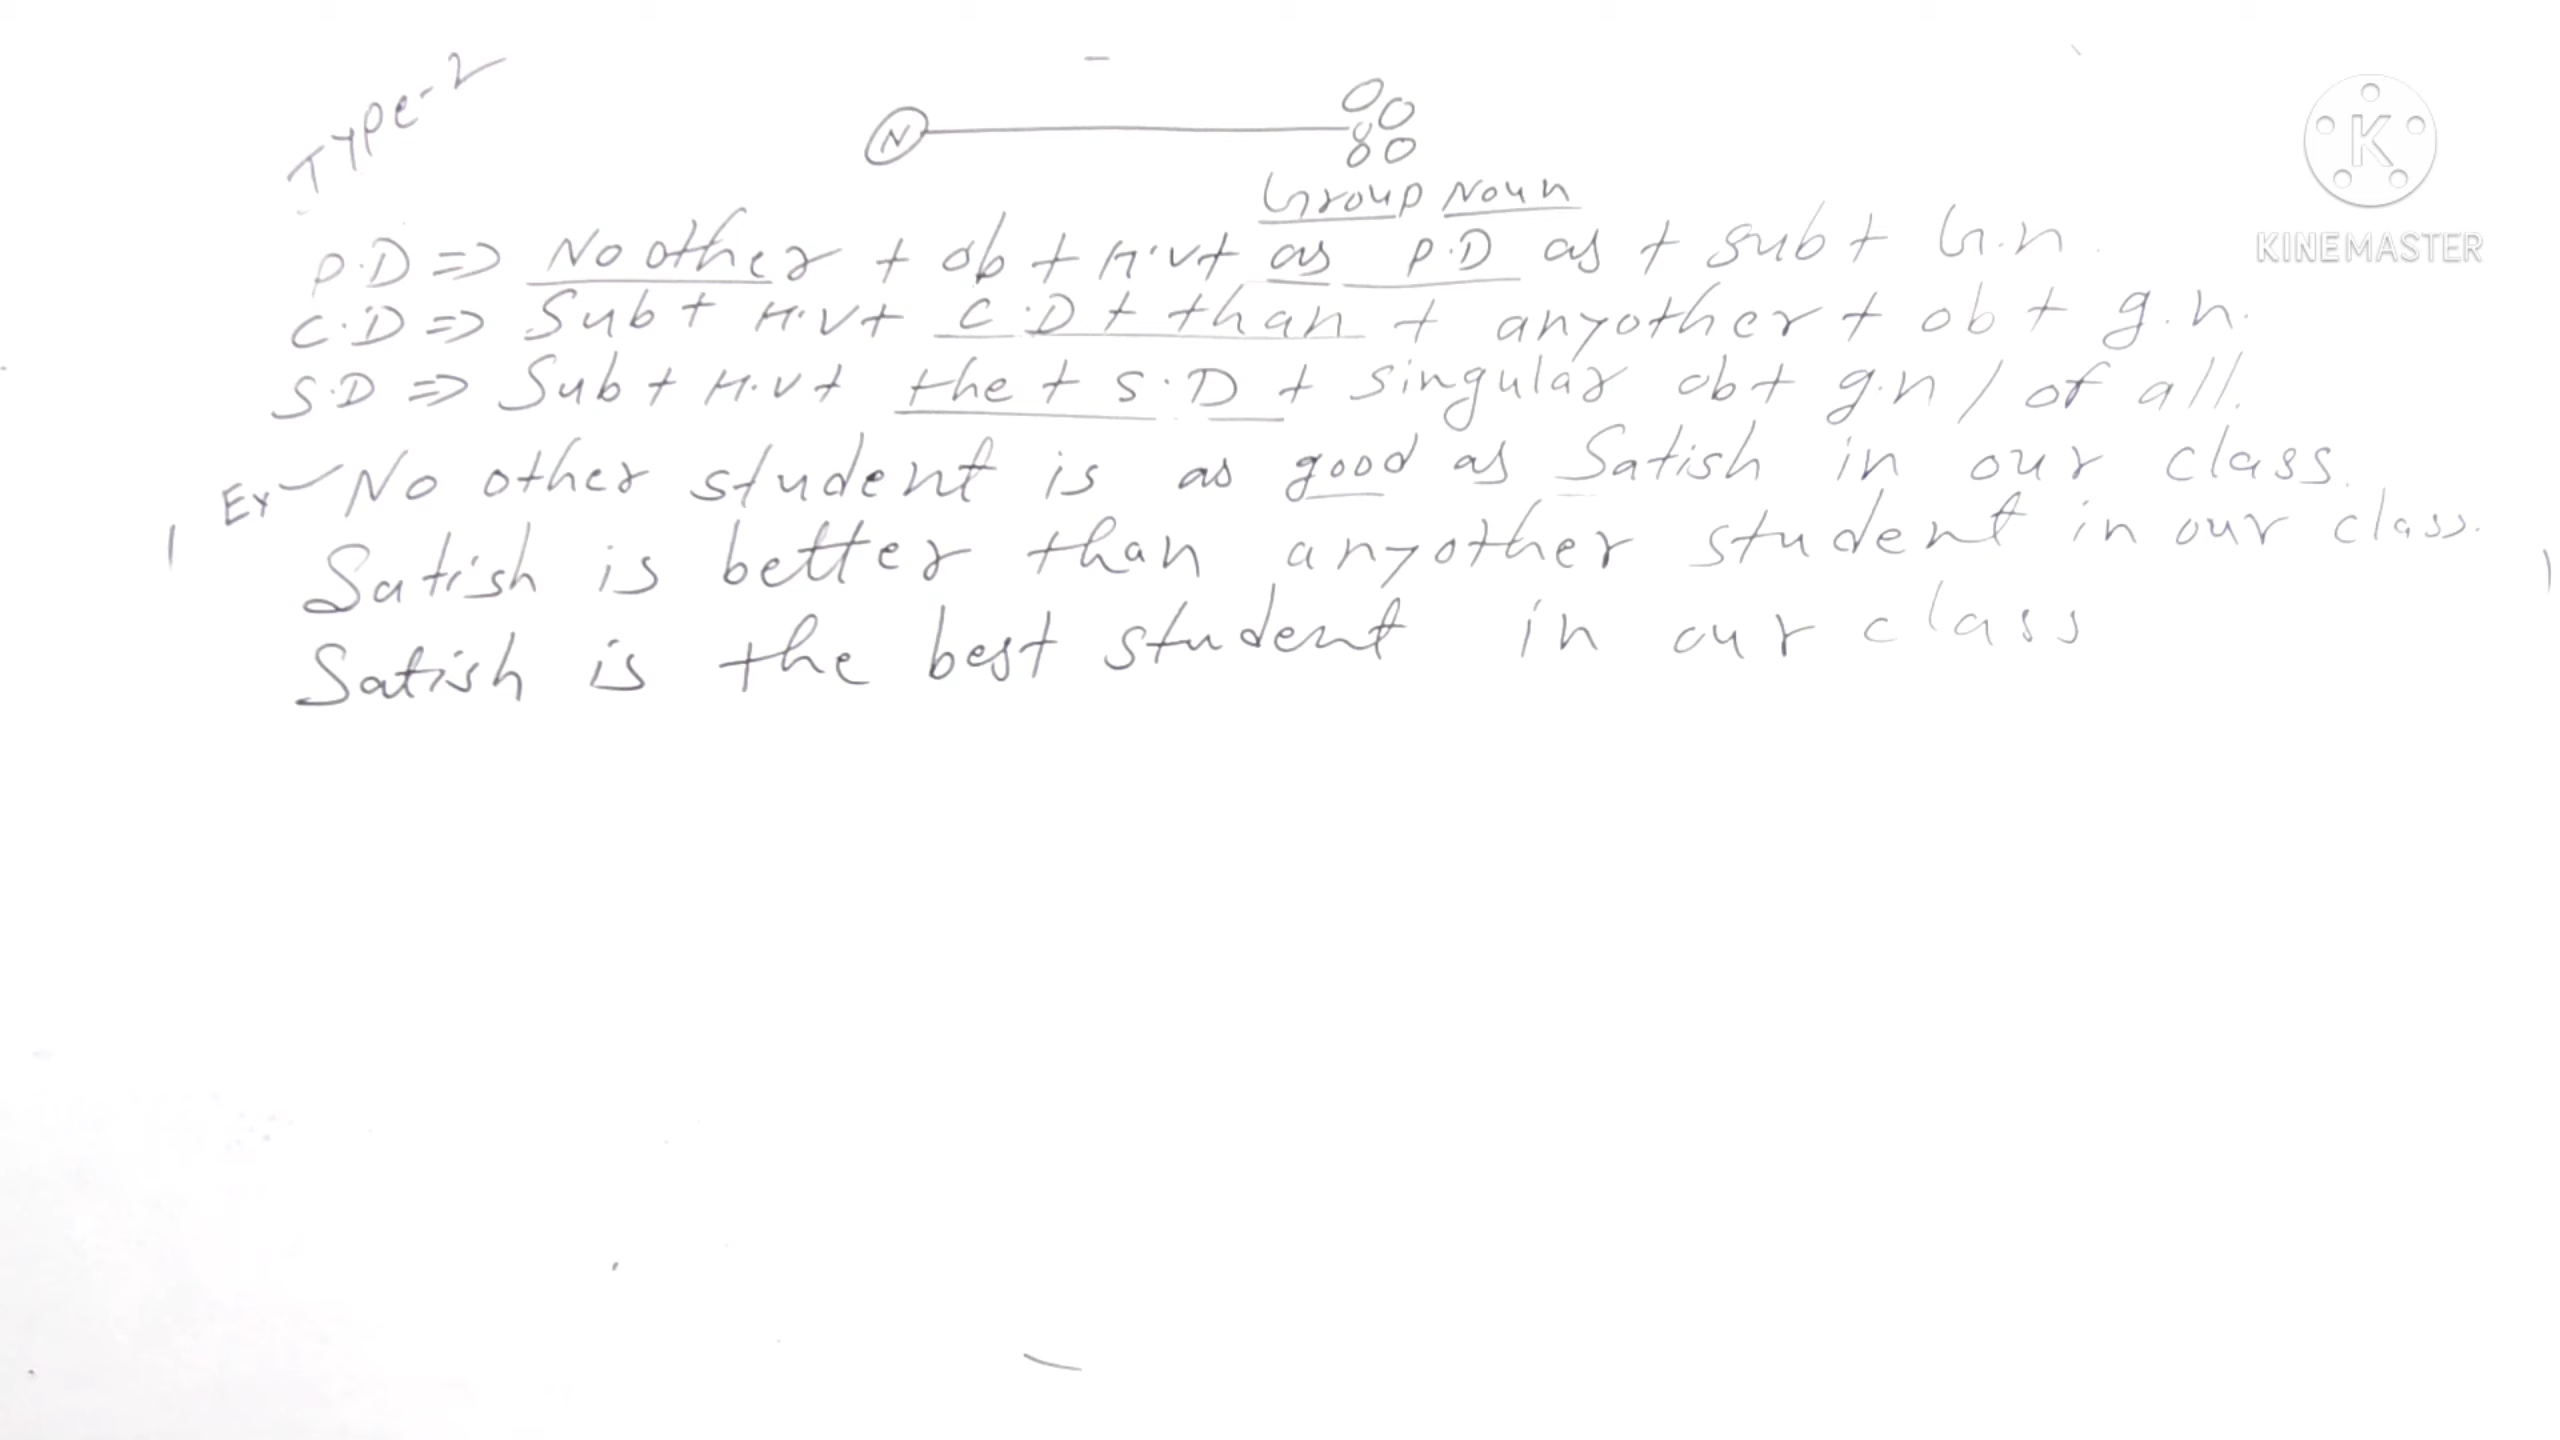 Type-2
N
Group Noun
P.D => No other + ob + H.V + as P.D as + sub + G.n.
C.D => Sub + H.V + C.D + than + anyother + ob + g.n.
S.D => Sub + H.V + the + S.D + singular ob + g.n / of all.
Ex - No other student is as good as Satish in our class.
Satish is better than anyother student in our class.
Satish is the best student in our class
K
KINEMASTER